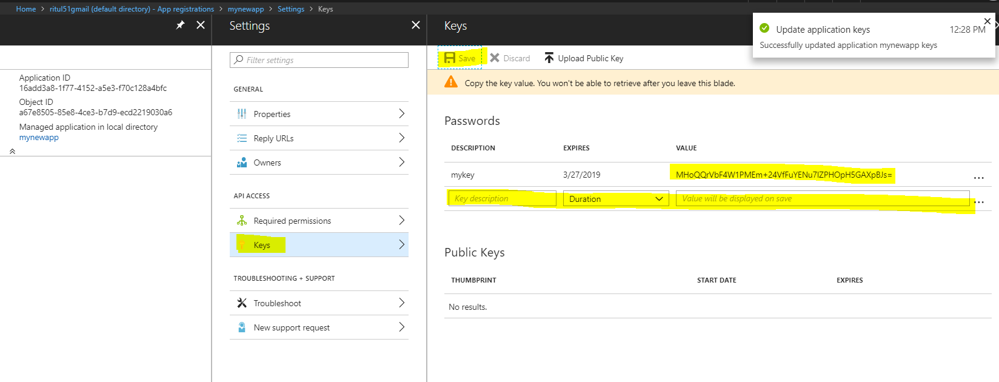 Home > ritul51gmail (default directory) - App registrations > mynewapp > Settings > Keys
Application ID
16add3a8-1f77-4152-a5e3-f70c128a4bfc
Object ID
a67e8505-85e8-4ce3-b7d9-ecd2219030a6
Managed application in local directory
mynewapp
Settings
Filter settings
GENERAL
Properties
Reply URLs
Owners
API ACCESS
Required permissions
Keys
TROUBLESHOOTING + SUPPORT
Troubleshoot
New support request
Keys
Update application keys 12:28 PM
Successfully updated application mynewapp keys
Save Discard Upload Public Key
Copy the key value. You won't be able to retrieve after you leave this blade.
Passwords
DESCRIPTION EXPIRES VALUE
mykey 3/27/2019 MHoQQrVbF4W1PMEm+24VfFuYENu7IZPHOpH5GAXpBJs= ...
Key description Duration Value will be displayed on save ...
Public Keys
THUMBPRINT START DATE EXPIRES
No results.